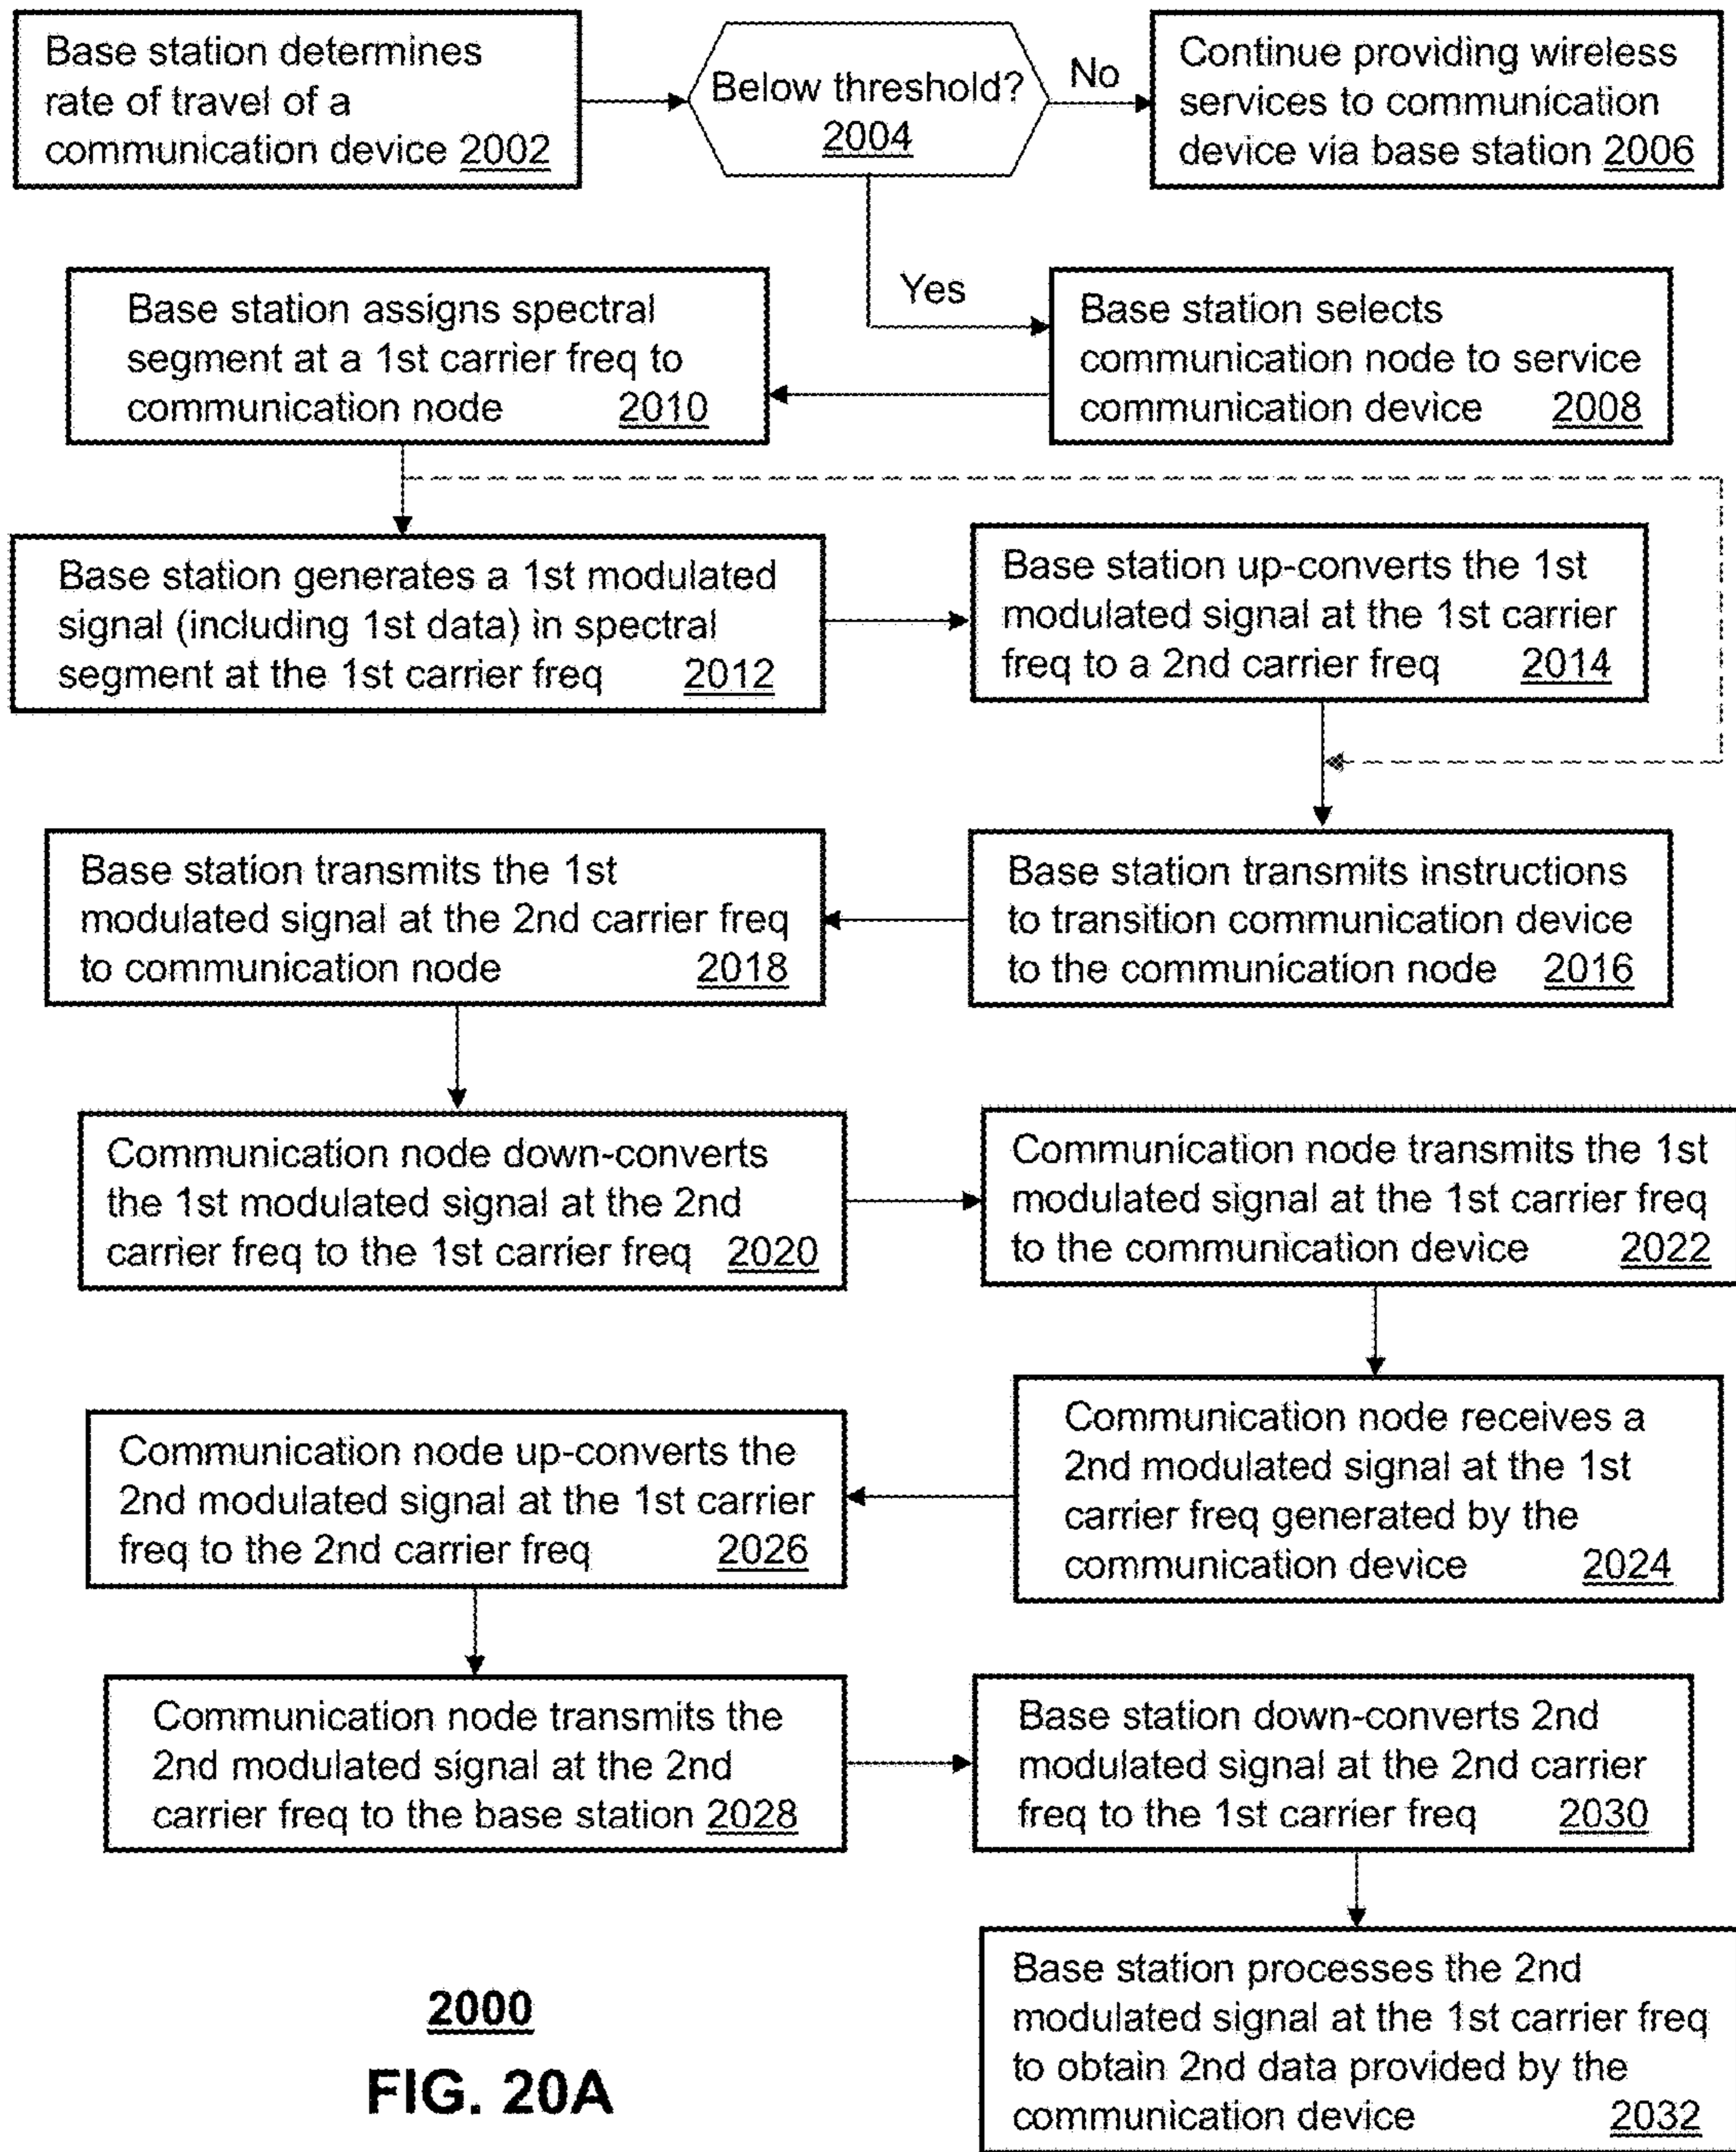 Base station determines
rate of travel of a
communication device 2002
Below threshold?
2004
No
Continue providing wireless
services to communication
device via base station 2006
Yes
Base station selects
communication node to service
communication device 2008
Base station assigns spectral
segment at a 1st carrier freq to
communication node 2010
Base station generates a 1st modulated
signal (including 1st data) in spectral
segment at the 1st carrier freq 2012
Base station up-converts the 1st
modulated signal at the 1st carrier
freq to a 2nd carrier freq 2014
Base station transmits instructions
to transition communication device
to the communication node 2016
Base station transmits the 1st
modulated signal at the 2nd carrier freq
to communication node 2018
Communication node down-converts
the 1st modulated signal at the 2nd
carrier freq to the 1st carrier freq 2020
Communication node transmits the 1st
modulated signal at the 1st carrier freq
to the communication device 2022
Communication node receives a
2nd modulated signal at the 1st
carrier freq generated by the
communication device 2024
Communication node up-converts the
2nd modulated signal at the 1st carrier
freq to the 2nd carrier freq 2026
Communication node transmits the
2nd modulated signal at the 2nd
carrier freq to the base station 2028
Base station down-converts 2nd
modulated signal at the 2nd carrier
freq to the 1st carrier freq 2030
Base station processes the 2nd
modulated signal at the 1st carrier freq
to obtain 2nd data provided by the
communication device 2032
2000
FIG. 20A